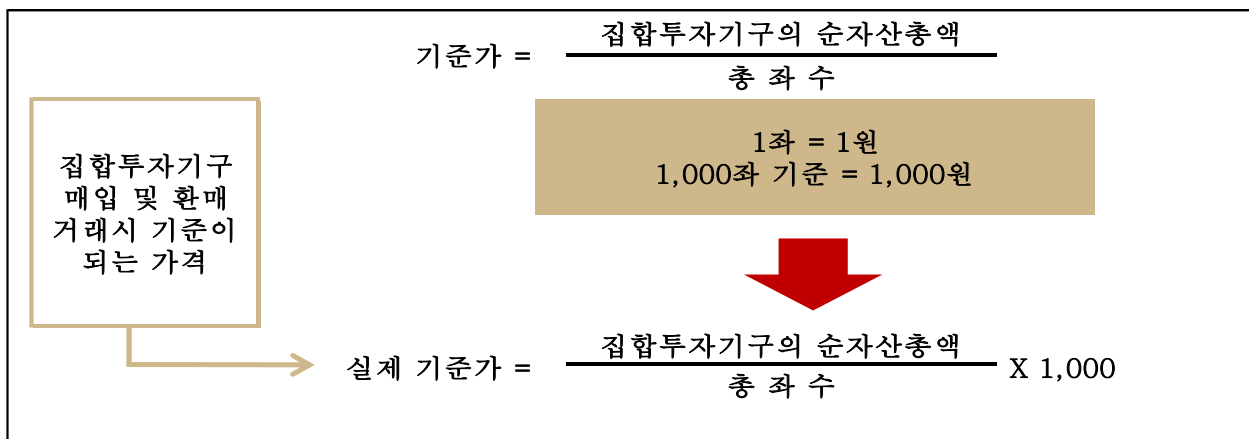 집합투자기구의 순자산총액
기준가 =
총 좌 수
1좌 = 1원
1,000좌 기준 = 1,000원
집합투자기구
매입 및 환매
거래시 기준이
되는 가격
집합투자기구의 순자산총액
실제 기준가 =
X 1,000
총 좌 수